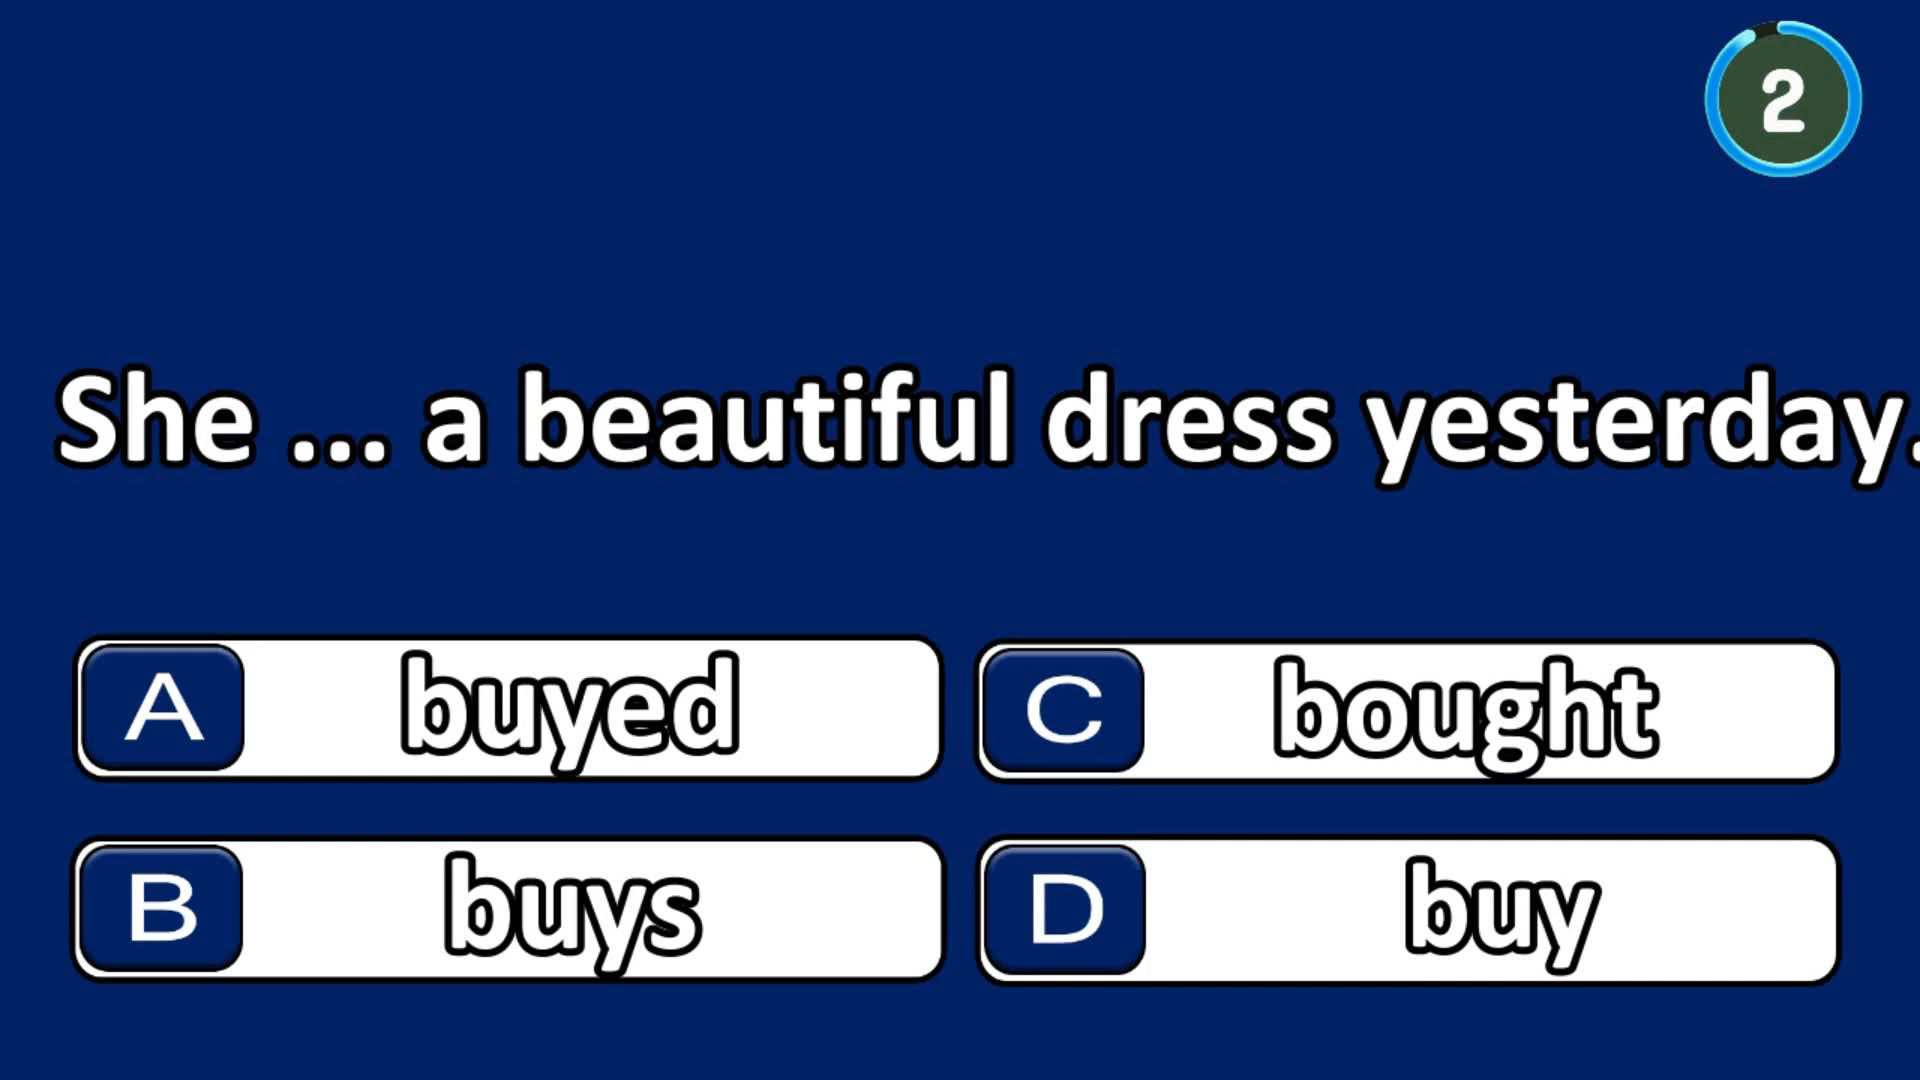 2
She ... a beautiful dress yesterday.
A buyed
C bought
B buys
D buy